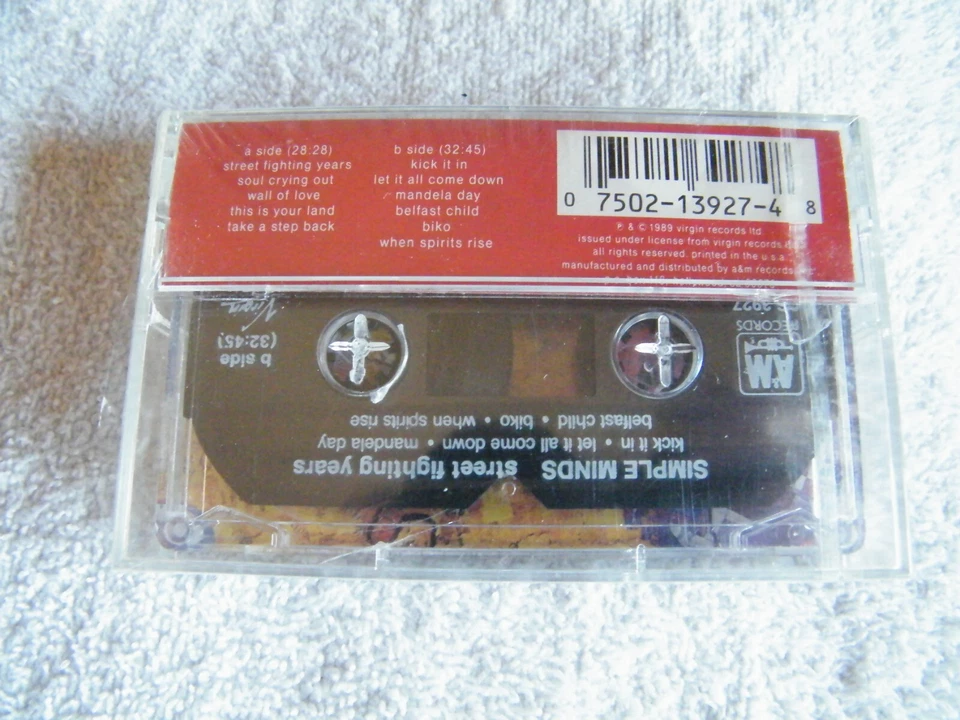 a side (28:28)
street fighting years
soul crying out
wall of love
this is your land
take a step back
b side (32:45)
kick it in
let it all come down
mandela day
belfast child
biko
when spirits rise
0 7502-13927-4 8
℗ & © 1989 virgin records ltd.
issued under license from virgin records
all rights reserved. printed in the u.s.a.
manufactured and distributed by a&m records
SIMPLE MINDS street fighting years
kick it in • let it all come down • mandela day
belfast child • biko • when spirits rise
A&M
RECORDS
3927
b side
(32:45)
Virgin